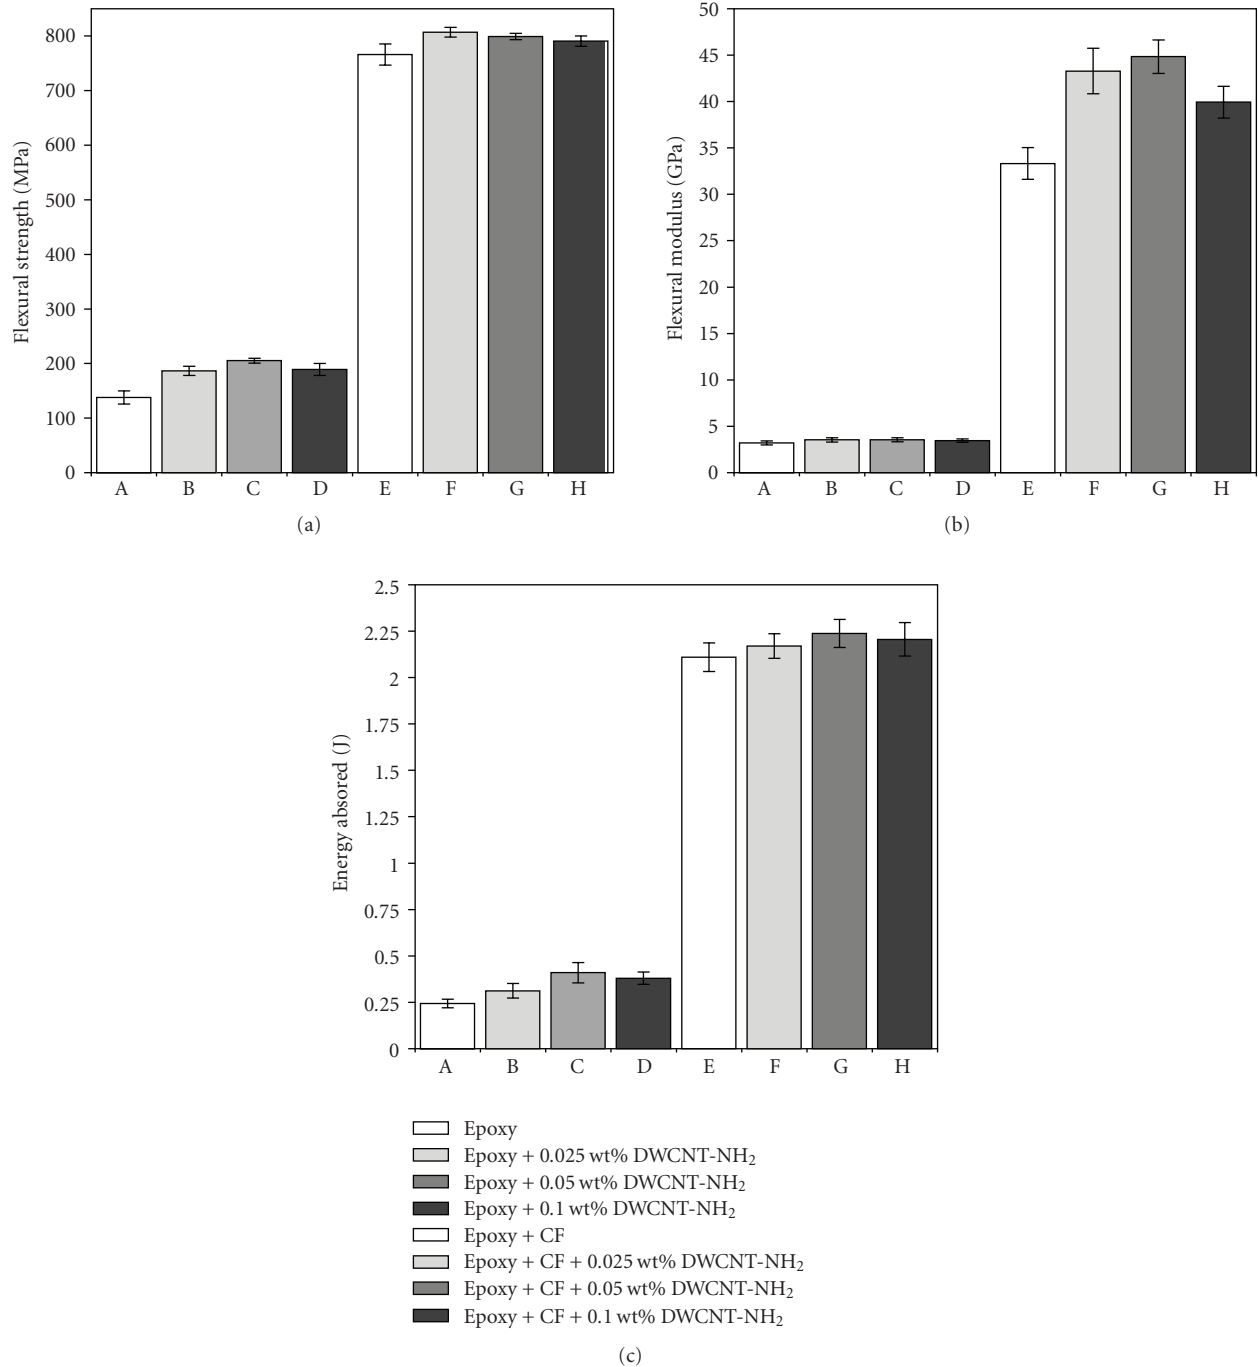 800
700
600
500
400
300
200
100
0
Flexural strength (MPa)
A B C D E F G H
(a)
50
45
40
35
30
25
20
15
10
5
0
Flexural modulus (GPa)
A B C D E F G H
(b)
2.5
2.25
2
1.75
1.5
1.25
1
0.75
0.5
0.25
0
Energy absored (J)
A B C D E F G H
Epoxy
Epoxy + 0.025 wt% DWCNT-NH₂
Epoxy + 0.05 wt% DWCNT-NH₂
Epoxy + 0.1 wt% DWCNT-NH₂
Epoxy + CF
Epoxy + CF + 0.025 wt% DWCNT-NH₂
Epoxy + CF + 0.05 wt% DWCNT-NH₂
Epoxy + CF + 0.1 wt% DWCNT-NH₂
(c)